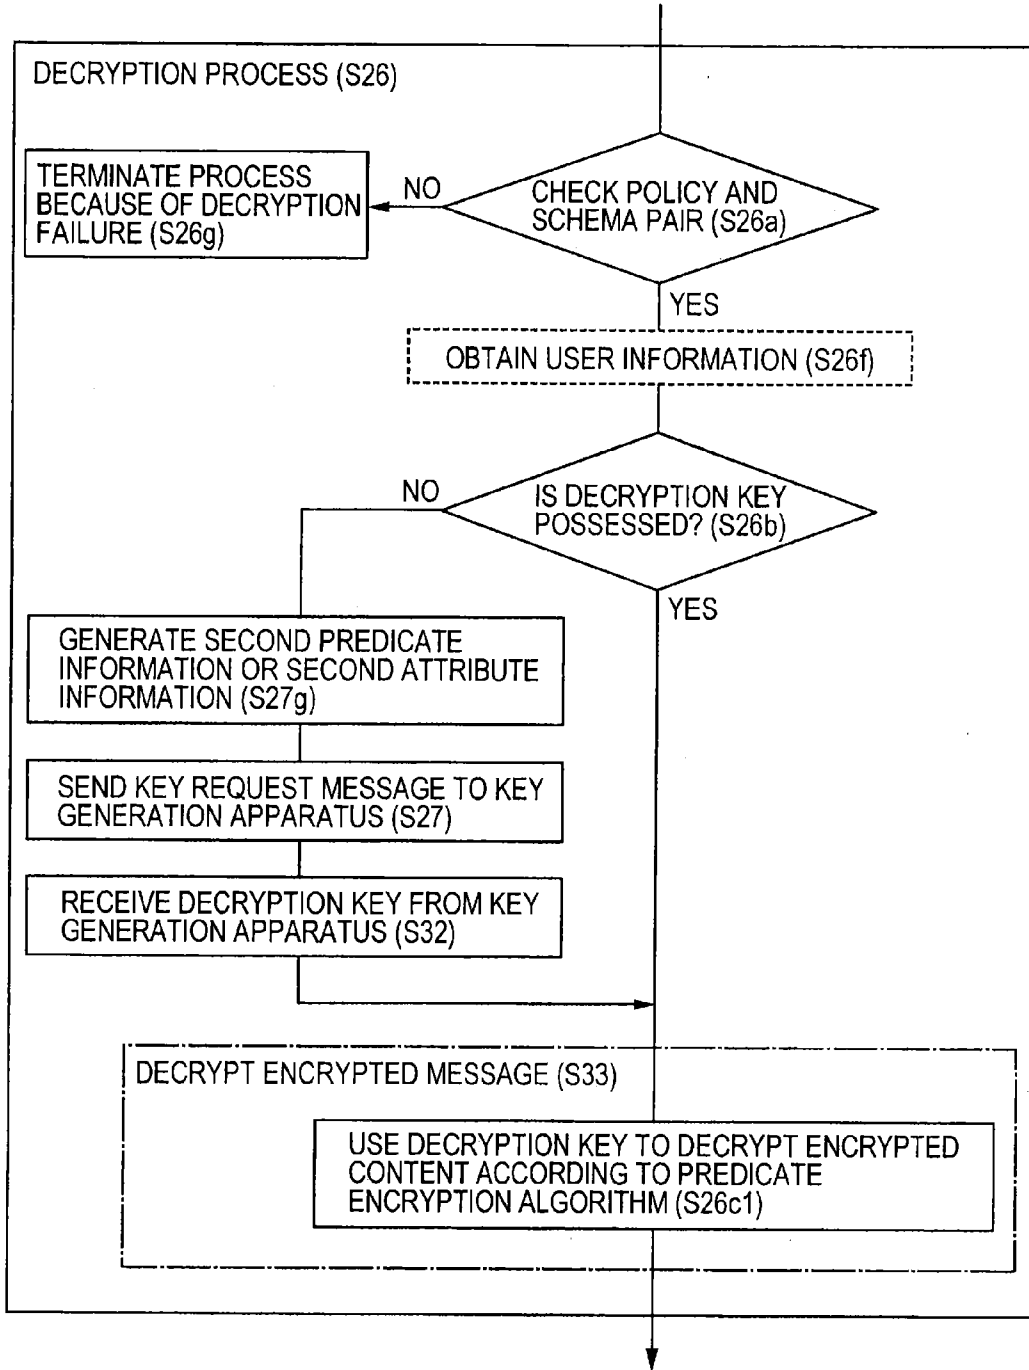 DECRYPTION PROCESS (S26)
TERMINATE PROCESS
BECAUSE OF DECRYPTION
FAILURE (S26g)
NO
CHECK POLICY AND
SCHEMA PAIR (S26a)
YES
OBTAIN USER INFORMATION (S26f)
NO
IS DECRYPTION KEY
POSSESSED? (S26b)
YES
GENERATE SECOND PREDICATE
INFORMATION OR SECOND ATTRIBUTE
INFORMATION (S27g)
SEND KEY REQUEST MESSAGE TO KEY
GENERATION APPARATUS (S27)
RECEIVE DECRYPTION KEY FROM KEY
GENERATION APPARATUS (S32)
DECRYPT ENCRYPTED MESSAGE (S33)
USE DECRYPTION KEY TO DECRYPT ENCRYPTED
CONTENT ACCORDING TO PREDICATE
ENCRYPTION ALGORITHM (S26c1)